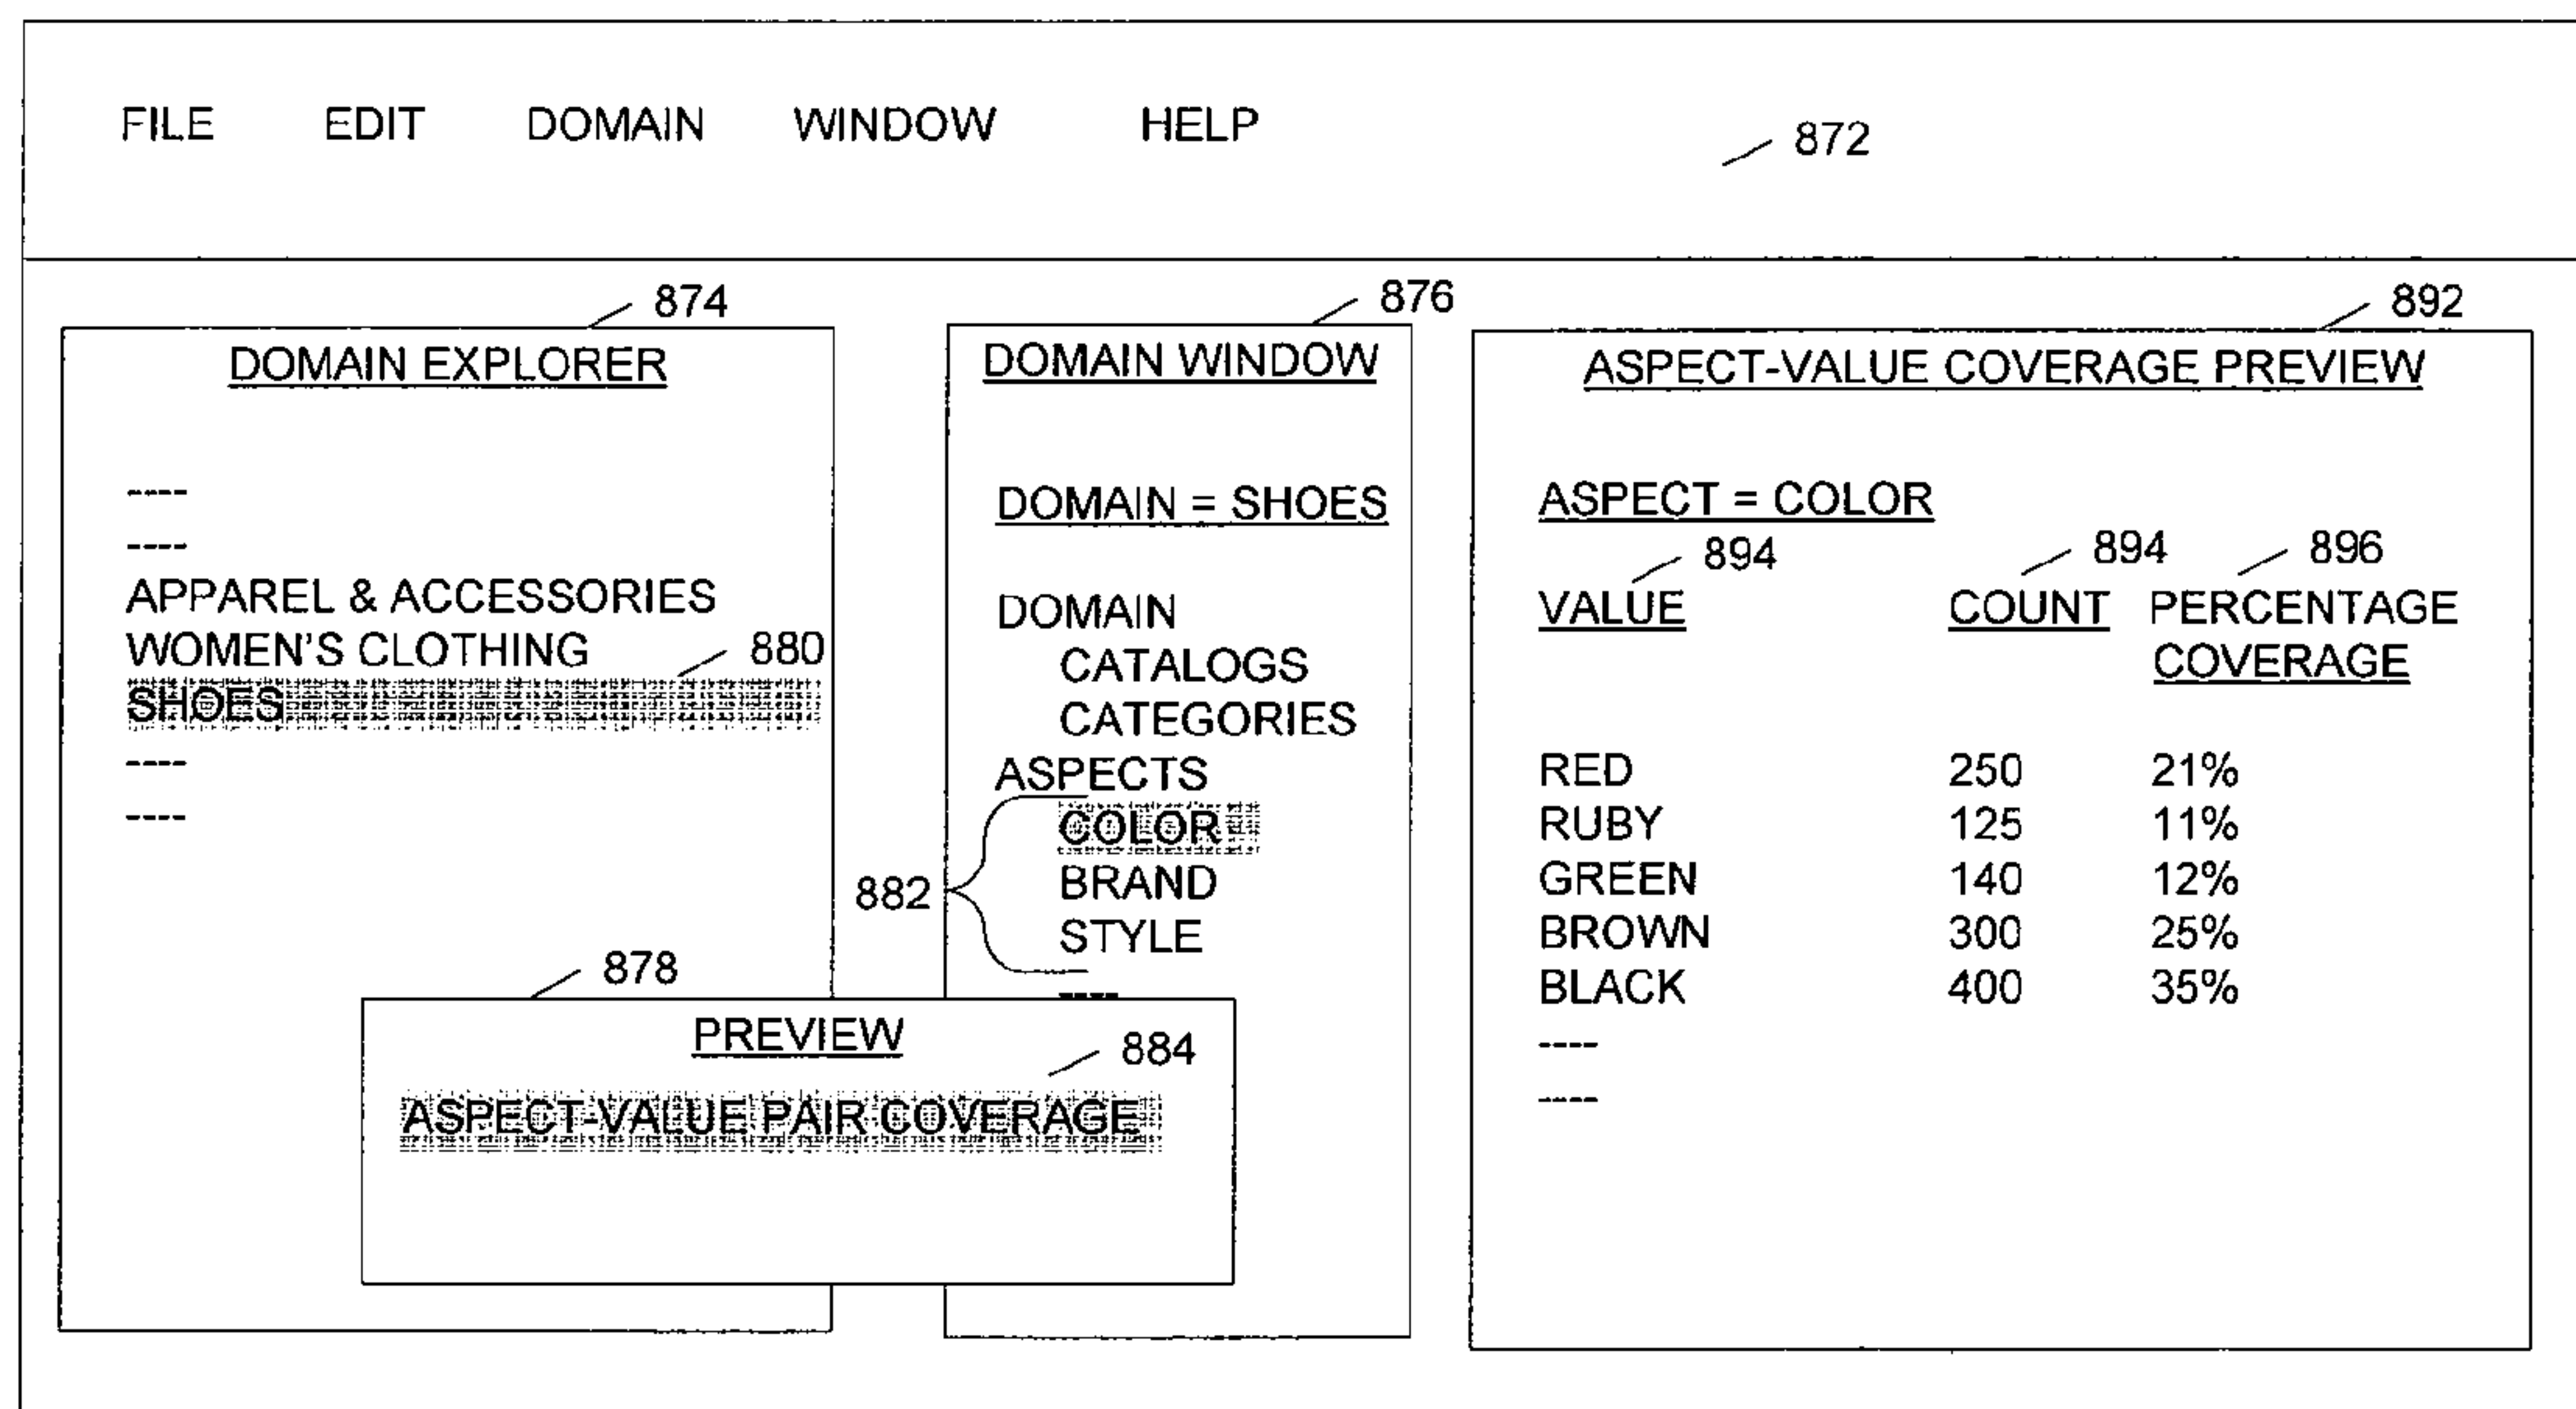 FILE EDIT DOMAIN WINDOW HELP
872
874
DOMAIN EXPLORER
----
----
APPAREL & ACCESSORIES
WOMEN'S CLOTHING
880
SHOES
----
----
876
DOMAIN WINDOW
DOMAIN = SHOES
DOMAIN
CATALOGS
CATEGORIES
ASPECTS
COLOR
882
BRAND
STYLE
----
878
PREVIEW
884
ASPECT-VALUE PAIR COVERAGE
892
ASPECT-VALUE COVERAGE PREVIEW
ASPECT = COLOR
894 894 896
VALUE COUNT PERCENTAGE
COVERAGE
RED 250 21%
RUBY 125 11%
GREEN 140 12%
BROWN 300 25%
BLACK 400 35%
----
----